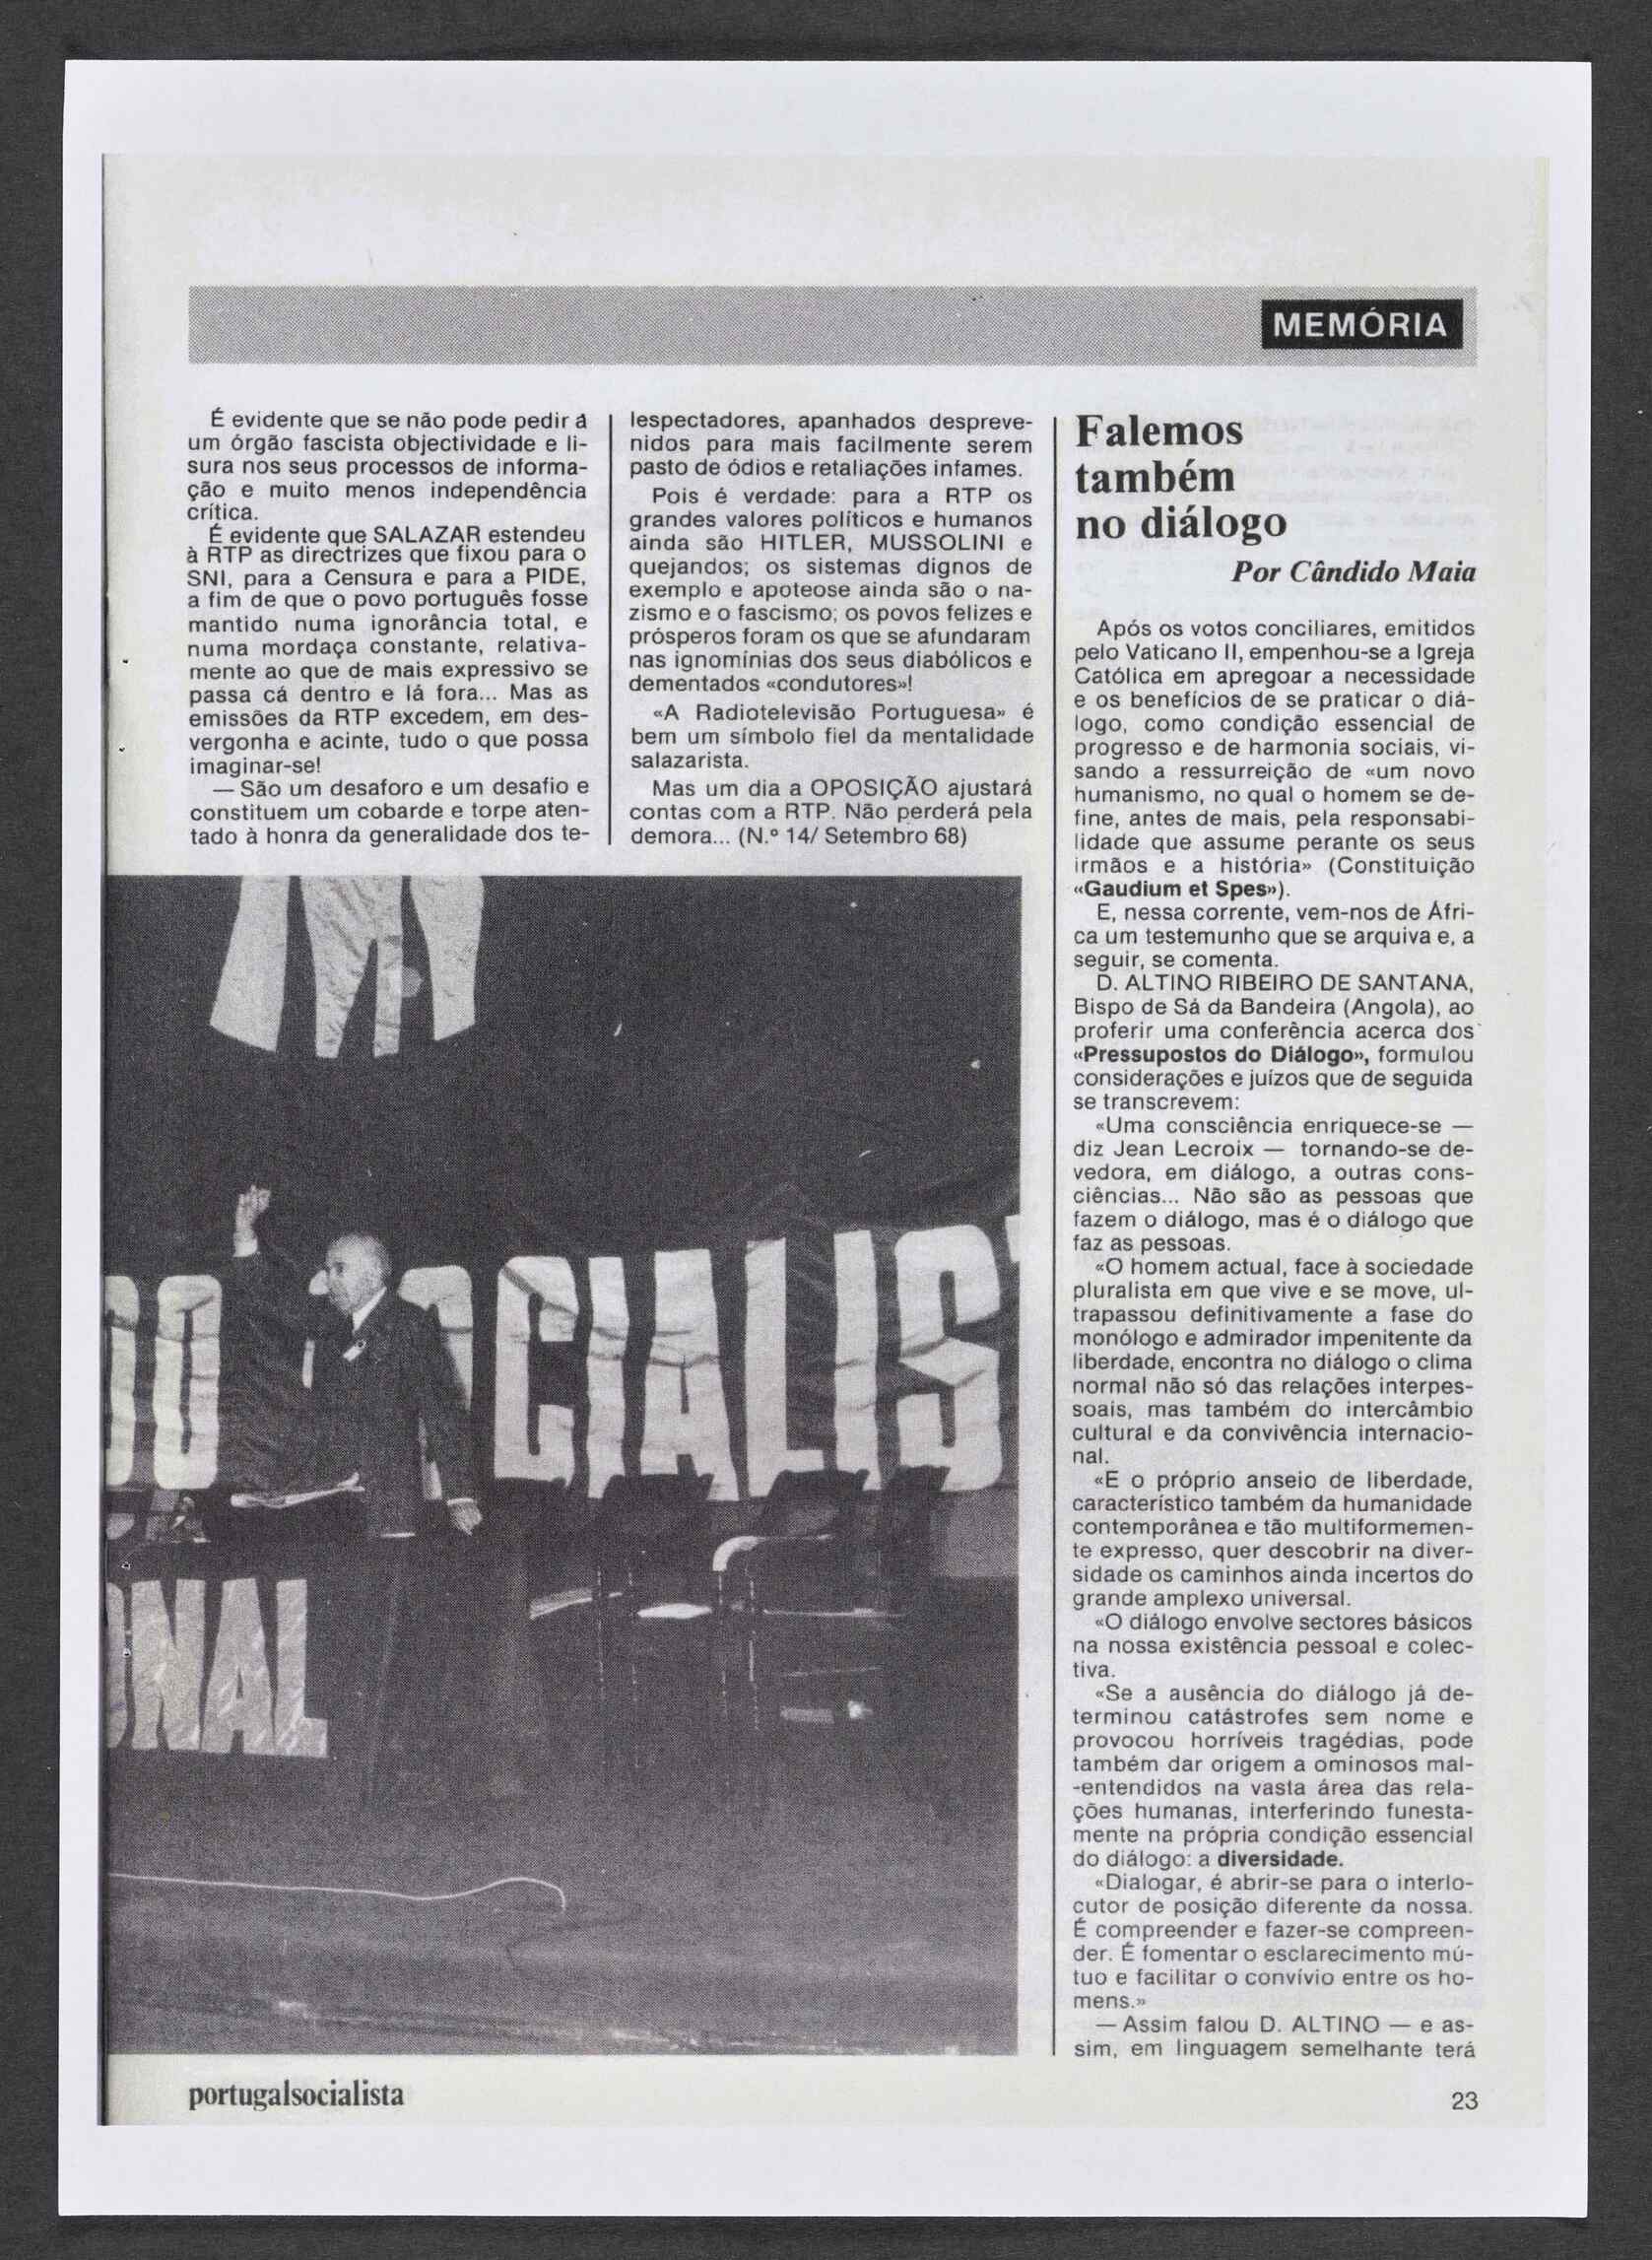 MEMÓRIA
É evidente que se não pode pedir à
um órgão fascista objectividade e li-
sura nos seus processos de informa-
ção e muito menos independência
crítica.
É evidente que SALAZAR estendeu
à RTP as directrizes que fixou para o
SNI, para a Censura e para a PIDE,
a fim de que o povo português fosse
mantido numa ignorância total, e
numa mordaça constante, relativa-
mente ao que de mais expressivo se
passa cá dentro e lá fora... Mas as
emissões da RTP excedem, em des-
vergonha e acinte, tudo o que possa
imaginar-se!
— São um desaforo e um desafio e
constituem um cobarde e torpe aten-
tado à honra da generalidade dos te-
lespectadores, apanhados despreve-
nidos para mais facilmente serem
pasto de ódios e retaliações infames.
Pois é verdade: para a RTP os
grandes valores políticos e humanos
ainda são HITLER, MUSSOLINI e
quejandos; os sistemas dignos de
exemplo e apoteose ainda são o na-
zismo e o fascismo; os povos felizes e
prósperos foram os que se afundaram
nas ignomínias dos seus diabólicos e
dementados «condutores»!
«A Radiotelevisão Portuguesa» é
bem um símbolo fiel da mentalidade
salazarista.
Mas um dia a OPOSIÇÃO ajustará
contas com a RTP. Não perderá pela
demora... (N.º 14/ Setembro 68)
DO SOCIALIS
ONAL
Falemos
também
no diálogo
Por Cândido Maia
Após os votos conciliares, emitidos
pelo Vaticano II, empenhou-se a Igreja
Católica em apregoar a necessidade
e os benefícios de se praticar o diá-
logo, como condição essencial de
progresso e de harmonia sociais, vi-
sando a ressurreição de «um novo
humanismo, no qual o homem se de-
fine, antes de mais, pela responsabi-
lidade que assume perante os seus
irmãos e a história» (Constituição
«Gaudium et Spes»).
E, nessa corrente, vem-nos de Áfri-
ca um testemunho que se arquiva e, a
seguir, se comenta.
D. ALTINO RIBEIRO DE SANTANA,
Bispo de Sá da Bandeira (Angola), ao
proferir uma conferência acerca dos
«Pressupostos do Diálogo», formulou
considerações e juízos que de seguida
se transcrevem:
«Uma consciência enriquece-se —
diz Jean Lecroix — tornando-se de-
vedora, em diálogo, a outras cons-
ciências... Não são as pessoas que
fazem o diálogo, mas é o diálogo que
faz as pessoas.
«O homem actual, face à sociedade
pluralista em que vive e se move, ul-
trapassou definitivamente a fase do
monólogo e admirador impenitente da
liberdade, encontra no diálogo o clima
normal não só das relações interpes-
soais, mas também do intercâmbio
cultural e da convivência internacio-
nal.
«E o próprio anseio de liberdade,
característico também da humanidade
contemporânea e tão multiformemen-
te expresso, quer descobrir na diver-
sidade os caminhos ainda incertos do
grande amplexo universal.
«O diálogo envolve sectores básicos
na nossa existência pessoal e colec-
tiva.
«Se a ausência do diálogo já de-
terminou catástrofes sem nome e
provocou horríveis tragédias, pode
também dar origem a ominosos mal-
-entendidos na vasta área das rela-
ções humanas, interferindo funesta-
mente na própria condição essencial
do diálogo: a diversidade.
«Dialogar, é abrir-se para o interlo-
cutor de posição diferente da nossa.
É compreender e fazer-se compreen-
der. É fomentar o esclarecimento mú-
tuo e facilitar o convívio entre os ho-
mens.»
— Assim falou D. ALTINO — e as-
sim, em linguagem semelhante terá
portugalsocialista
23